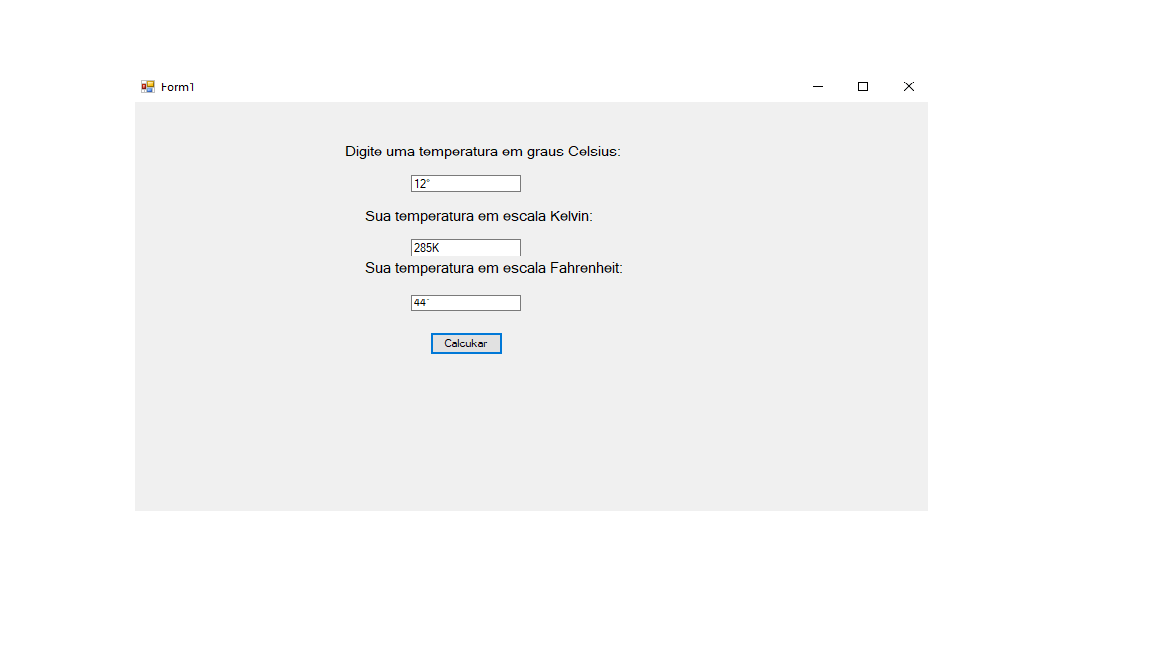 Form1
Digite uma temperatura em graus Celsius:
12°
Sua temperatura em escala Kelvin:
285K
Sua temperatura em escala Fahrenheit:
44°
Calcukar